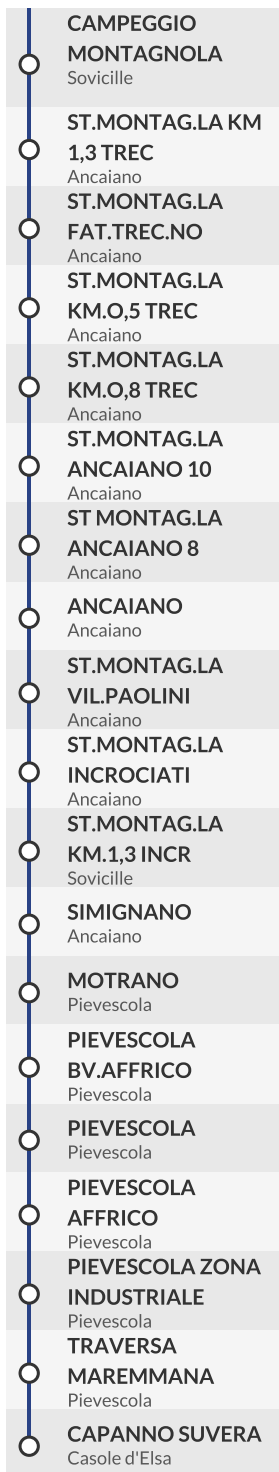 CAMPEGGIO
MONTAGNOLA
Sovicille
ST.MONTAG.LA KM
1,3 TREC
Ancaiano
ST.MONTAG.LA
FAT.TREC.NO
Ancaiano
ST.MONTAG.LA
KM.O,5 TREC
Ancaiano
ST.MONTAG.LA
KM.O,8 TREC
Ancaiano
ST.MONTAG.LA
ANCAIANO 10
Ancaiano
ST MONTAG.LA
ANCAIANO 8
Ancaiano
ANCAIANO
Ancaiano
ST.MONTAG.LA
VIL.PAOLINI
Ancaiano
ST.MONTAG.LA
INCROCIATI
Ancaiano
ST.MONTAG.LA
KM.1,3 INCR
Sovicille
SIMIGNANO
Ancaiano
MOTRANO
Pievescola
PIEVESCOLA
BV.AFFRICO
Pievescola
PIEVESCOLA
Pievescola
PIEVESCOLA
AFFRICO
Pievescola
PIEVESCOLA ZONA
INDUSTRIALE
Pievescola
TRAVERSA
MAREMMANA
Pievescola
CAPANNO SUVERA
Casole d'Elsa